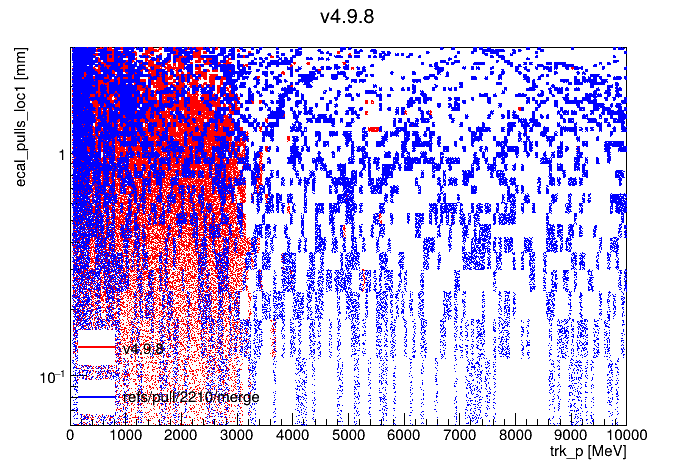 v4.9.8
ecal_pulls_loc1 [mm]
1
10⁻¹
v4.9.8
refs/pull/2210/merge
0 1000 2000 3000 4000 5000 6000 7000 8000 9000 10000
trk_p [MeV]